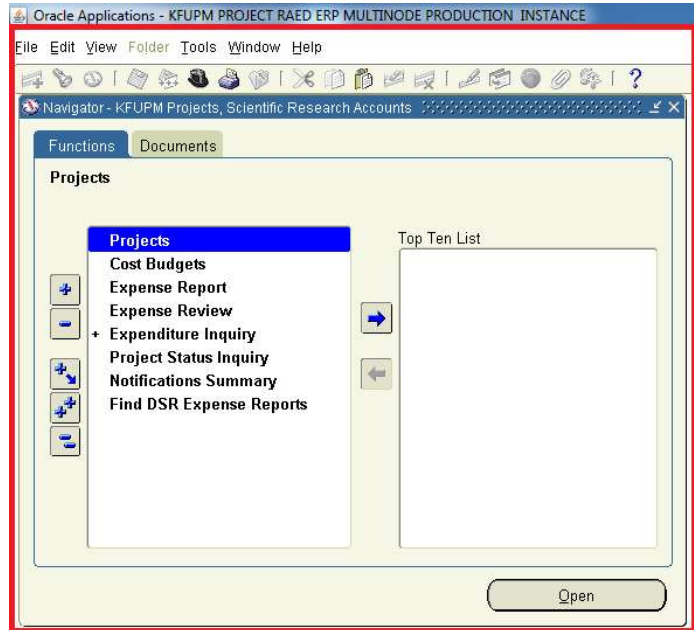 Oracle Applications - KFUPM PROJECT RAED ERP MULTINODE PRODUCTION INSTANCE
File Edit View Folder Tools Window Help
Navigator - KFUPM Projects, Scientific Research Accounts
Functions Documents
Projects
Top Ten List
Projects
Cost Budgets
Expense Report
Expense Review
+ Expenditure Inquiry
Project Status Inquiry
Notifications Summary
Find DSR Expense Reports
Open